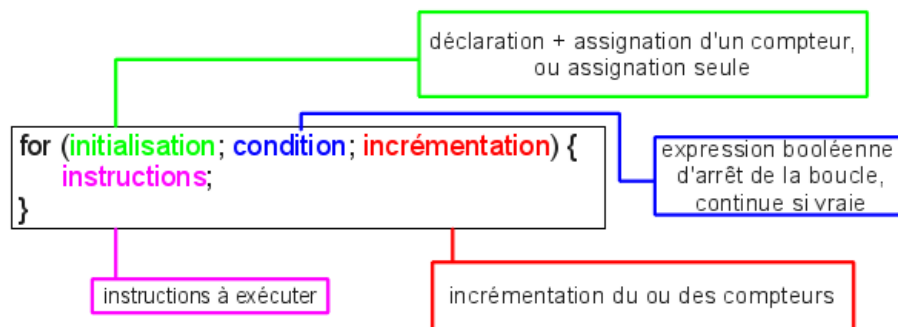 déclaration + assignation d'un compteur,
ou assignation seule
for (initialisation; condition; incrémentation) {
instructions;
}
expression booléenne
d'arrêt de la boucle,
continue si vraie
instructions à exécuter
incrémentation du ou des compteurs